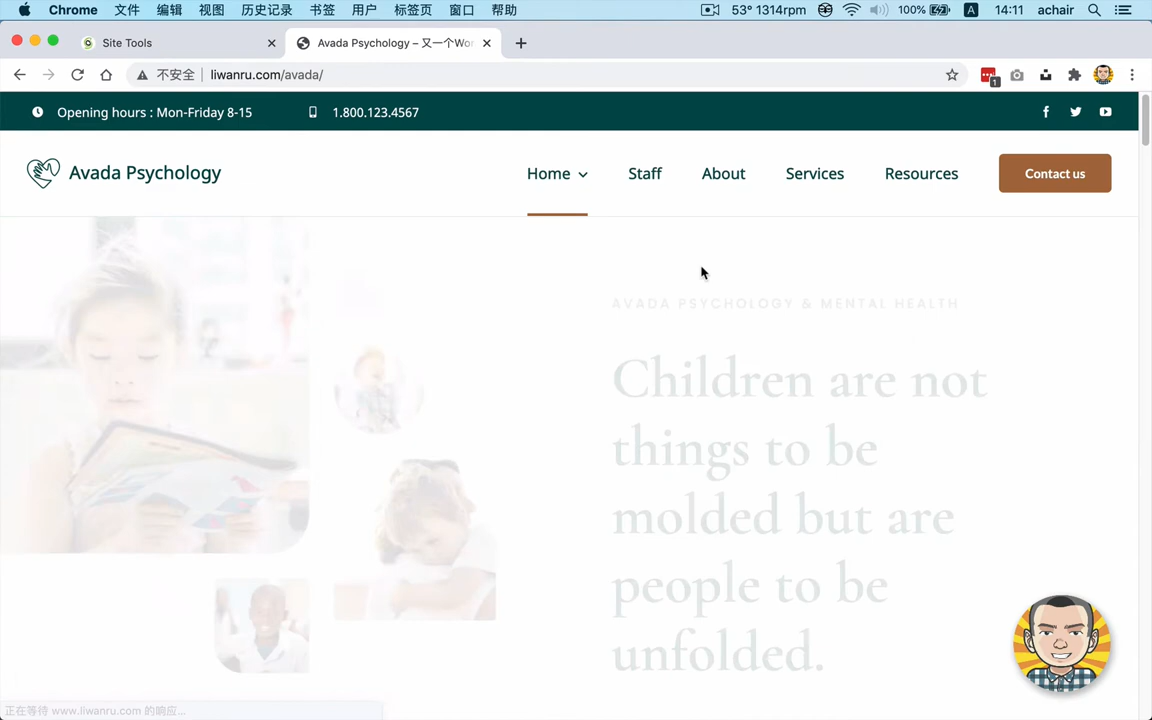 Chrome 文件 编辑 视图 历史记录 书签 用户 标签页 窗口 帮助 53° 1314rpm 100% A 14:11 achair
Site Tools Avada Psychology – 又一个Wor
不安全 liwanru.com/avada/ 1
Opening hours : Mon-Friday 8-15 1.800.123.4567
Avada Psychology Home Staff About Services Resources Contact us
AVADA PSYCHOLOGY & MENTAL HEALTH
Children are not
things to be
molded but are
people to be
unfolded.
正在等待 www.liwanru.com 的响应...